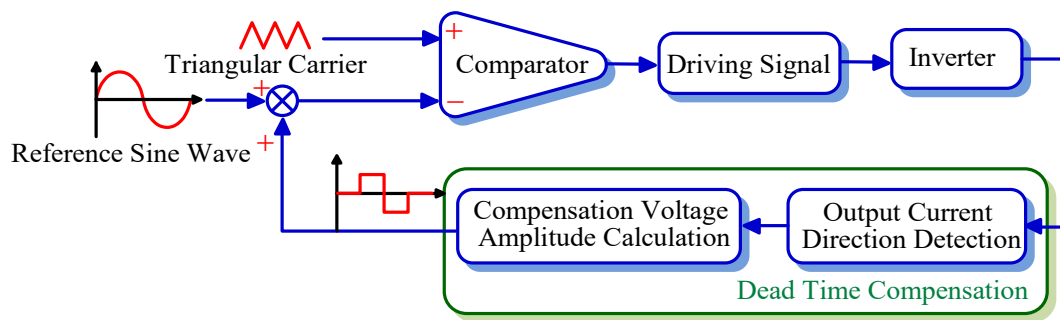 Triangular Carrier
+
Comparator
Driving Signal
Inverter
+
−
Reference Sine Wave
+
Compensation Voltage
Amplitude Calculation
Output Current
Direction Detection
Dead Time Compensation